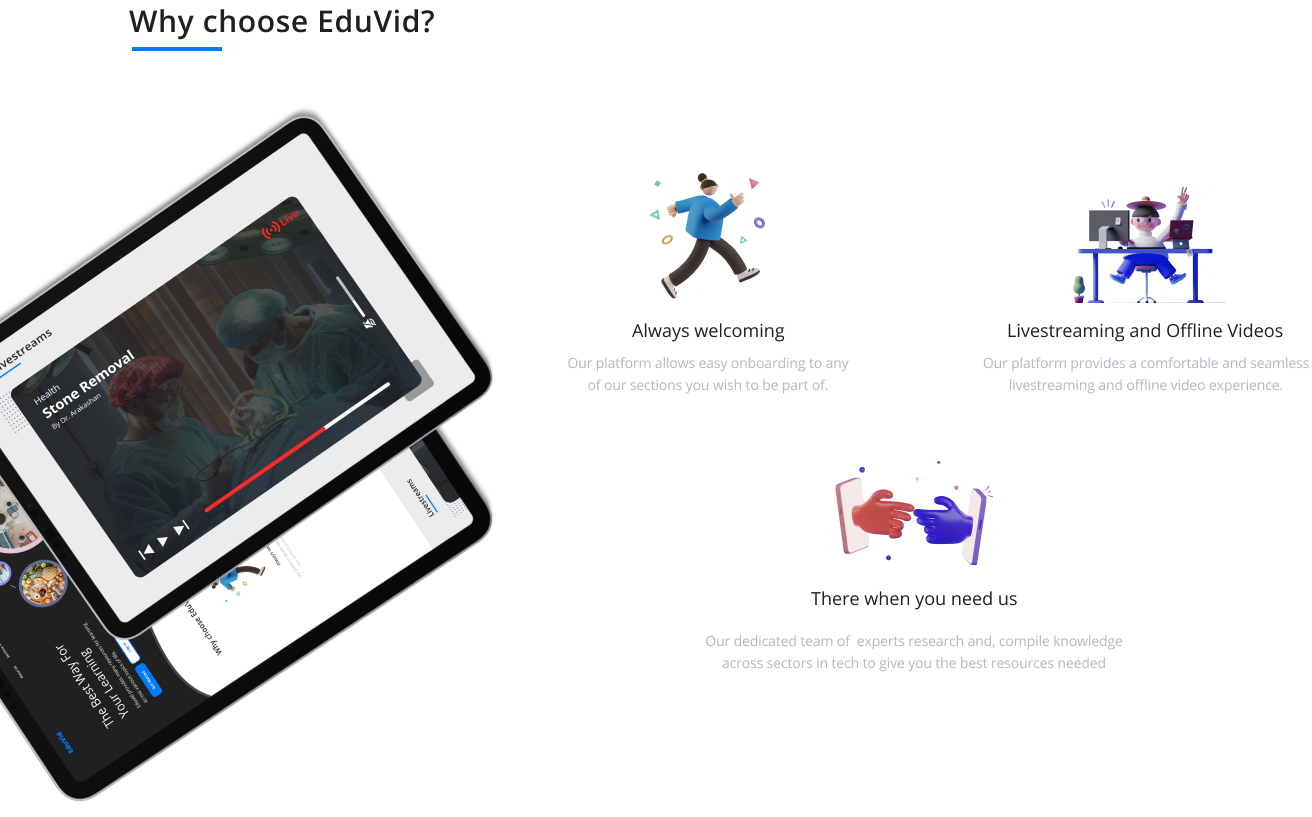 Why choose EduVid?
Livestreams
Live
Health
Stone Removal
By Dr. Arakashan
Always welcoming
Our platform allows easy onboarding to any
of our sections you wish to be part of.
Livestreaming and Offline Videos
Our platform provides a comfortable and seamless
livestreaming and offline video experience.
There when you need us
Our dedicated team of  experts research and, compile knowledge
across sectors in tech to give you the best resources needed
Livestreams
Why choose Edu
The Best Way For
Your Learning
EduVid